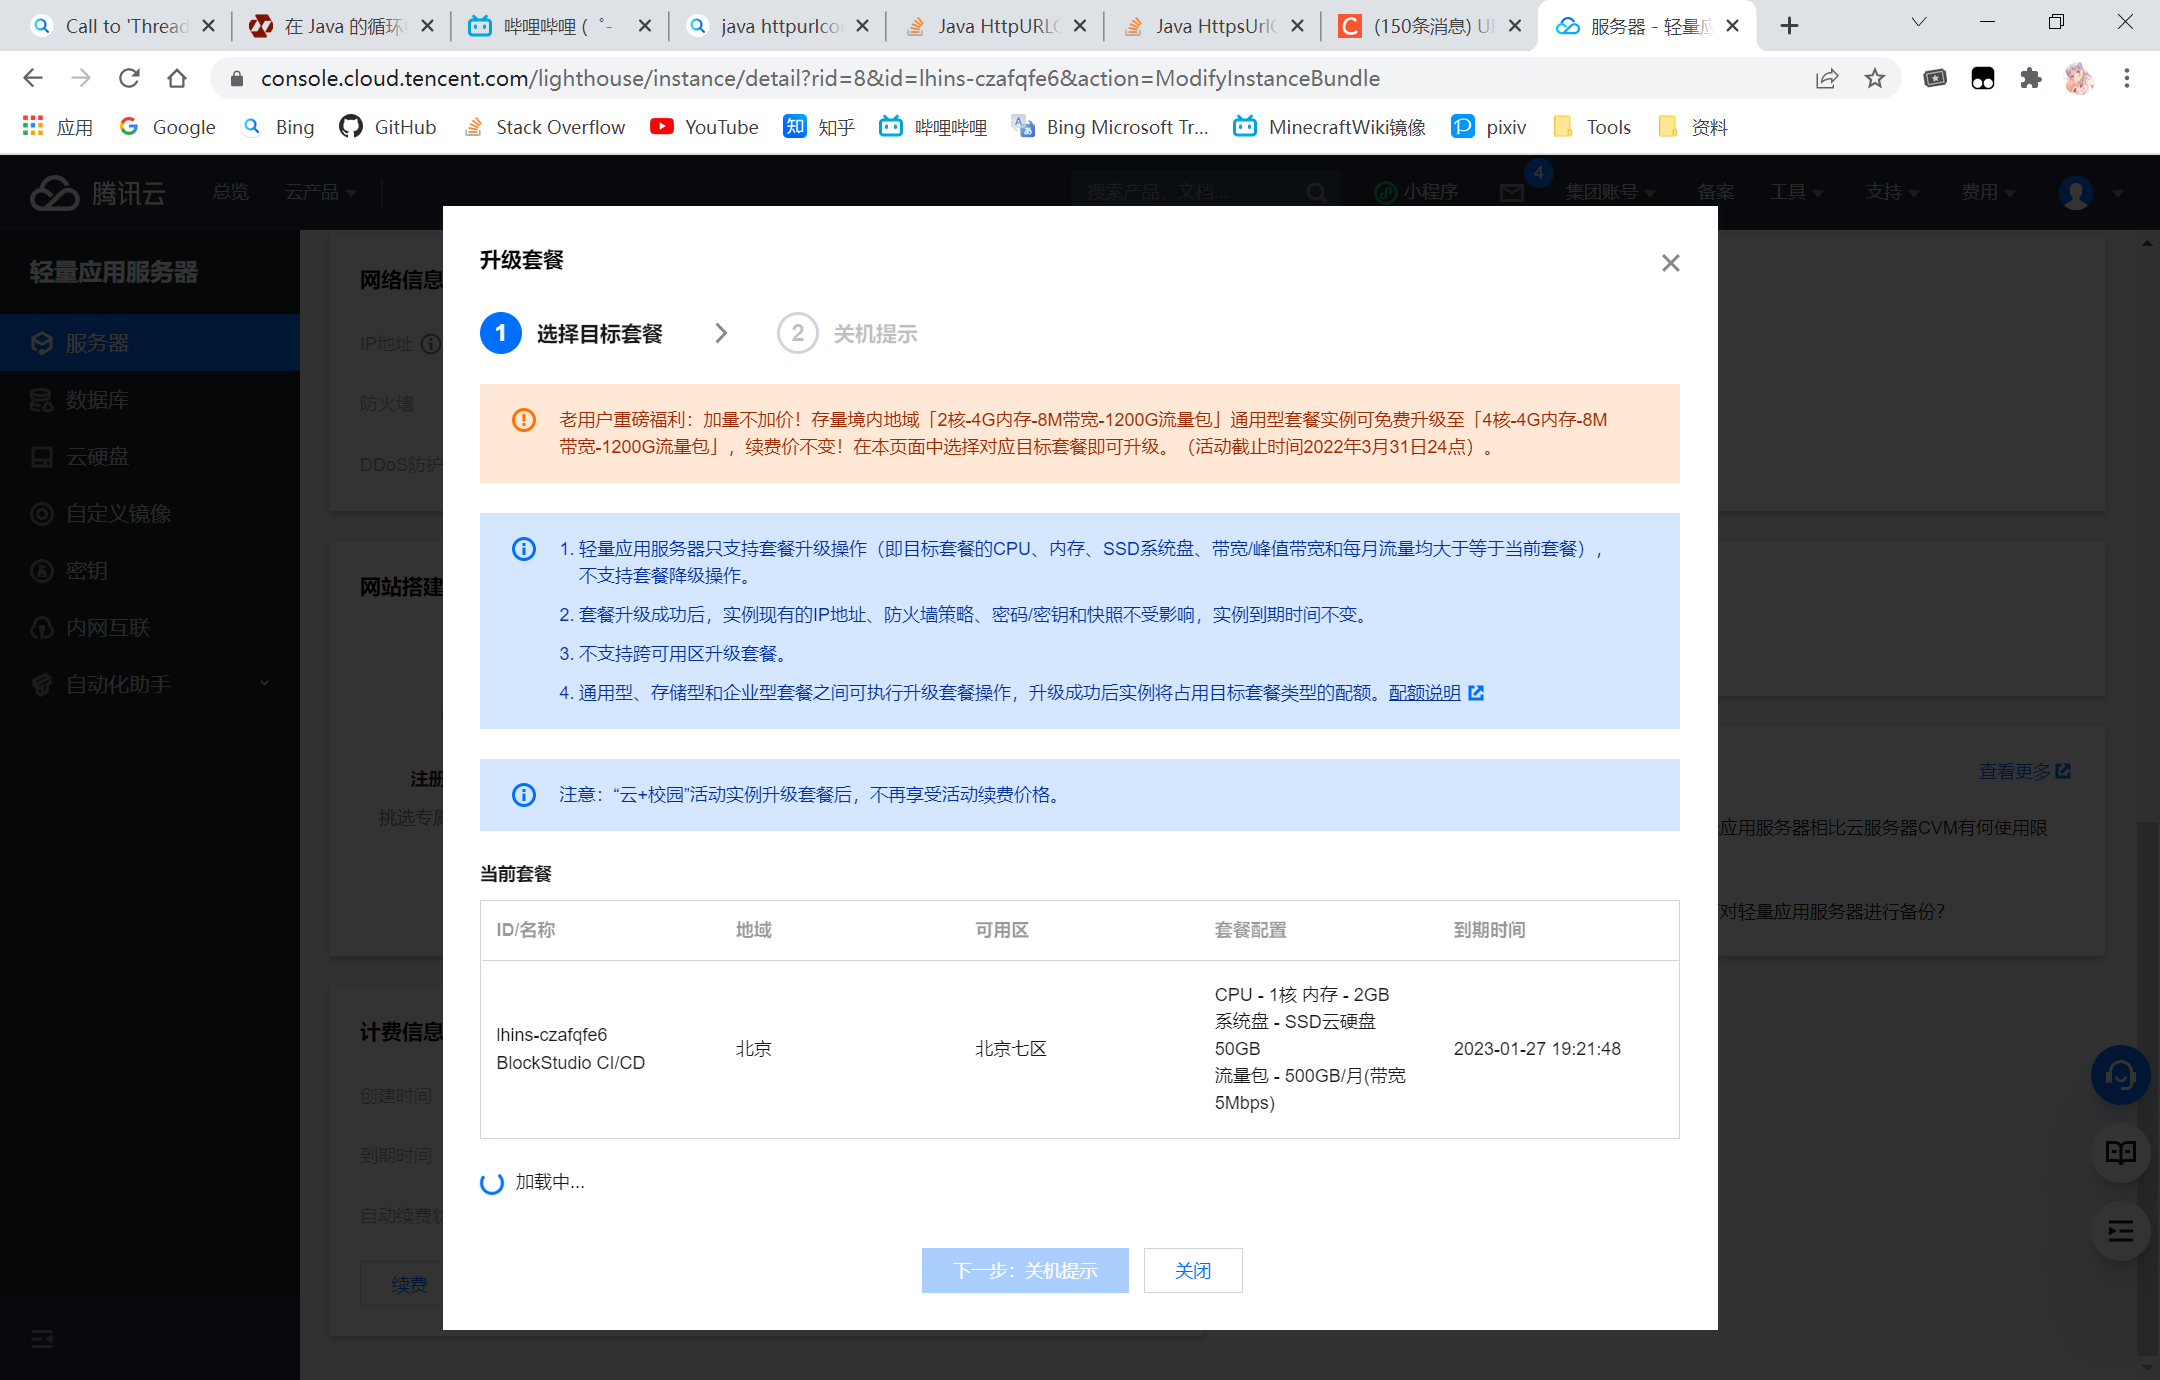 Call to 'Thread
在 Java 的循环
哔哩哔哩 ( ゜-
java httpurlco
Java HttpURLC
Java HttpsUrlC
(150条消息) U
服务器 - 轻量应
console.cloud.tencent.com/lighthouse/instance/detail?rid=8&id=lhins-czafqfe6&action=ModifyInstanceBundle
应用
Google
Bing
GitHub
Stack Overflow
YouTube
知 知乎
哔哩哔哩
Bing Microsoft Tr...
MinecraftWiki镜像
pixiv
Tools
资料
腾讯云
总览
云产品
搜索产品、文档...
小程序
4
集团账号
备案
工具
支持
费用
轻量应用服务器
服务器
数据库
云硬盘
自定义镜像
密钥
内网互联
自动化助手
网络信息
IP地址
防火墙
DDoS防护
网站搭建
注册
挑选专属
计费信息
创建时间
到期时间
自动续费状
续费
查看更多
应用服务器相比云服务器CVM有何使用限
对轻量应用服务器进行备份?
升级套餐
1 选择目标套餐
2 关机提示
老用户重磅福利：加量不加价！存量境内地域「2核-4G内存-8M带宽-1200G流量包」通用型套餐实例可免费升级至「4核-4G内存-8M
带宽-1200G流量包」，续费价不变！在本页面中选择对应目标套餐即可升级。（活动截止时间2022年3月31日24点）。
1. 轻量应用服务器只支持套餐升级操作（即目标套餐的CPU、内存、SSD系统盘、带宽/峰值带宽和每月流量均大于等于当前套餐），
不支持套餐降级操作。
2. 套餐升级成功后，实例现有的IP地址、防火墙策略、密码/密钥和快照不受影响，实例到期时间不变。
3. 不支持跨可用区升级套餐。
4. 通用型、存储型和企业型套餐之间可执行升级套餐操作，升级成功后实例将占用目标套餐类型的配额。配额说明
注意：“云+校园”活动实例升级套餐后，不再享受活动续费价格。
当前套餐
ID/名称
地域
可用区
套餐配置
到期时间
lhins-czafqfe6
BlockStudio CI/CD
北京
北京七区
CPU - 1核 内存 - 2GB
系统盘 - SSD云硬盘
50GB
流量包 - 500GB/月(带宽
5Mbps)
2023-01-27 19:21:48
加载中...
下一步：关机提示
关闭